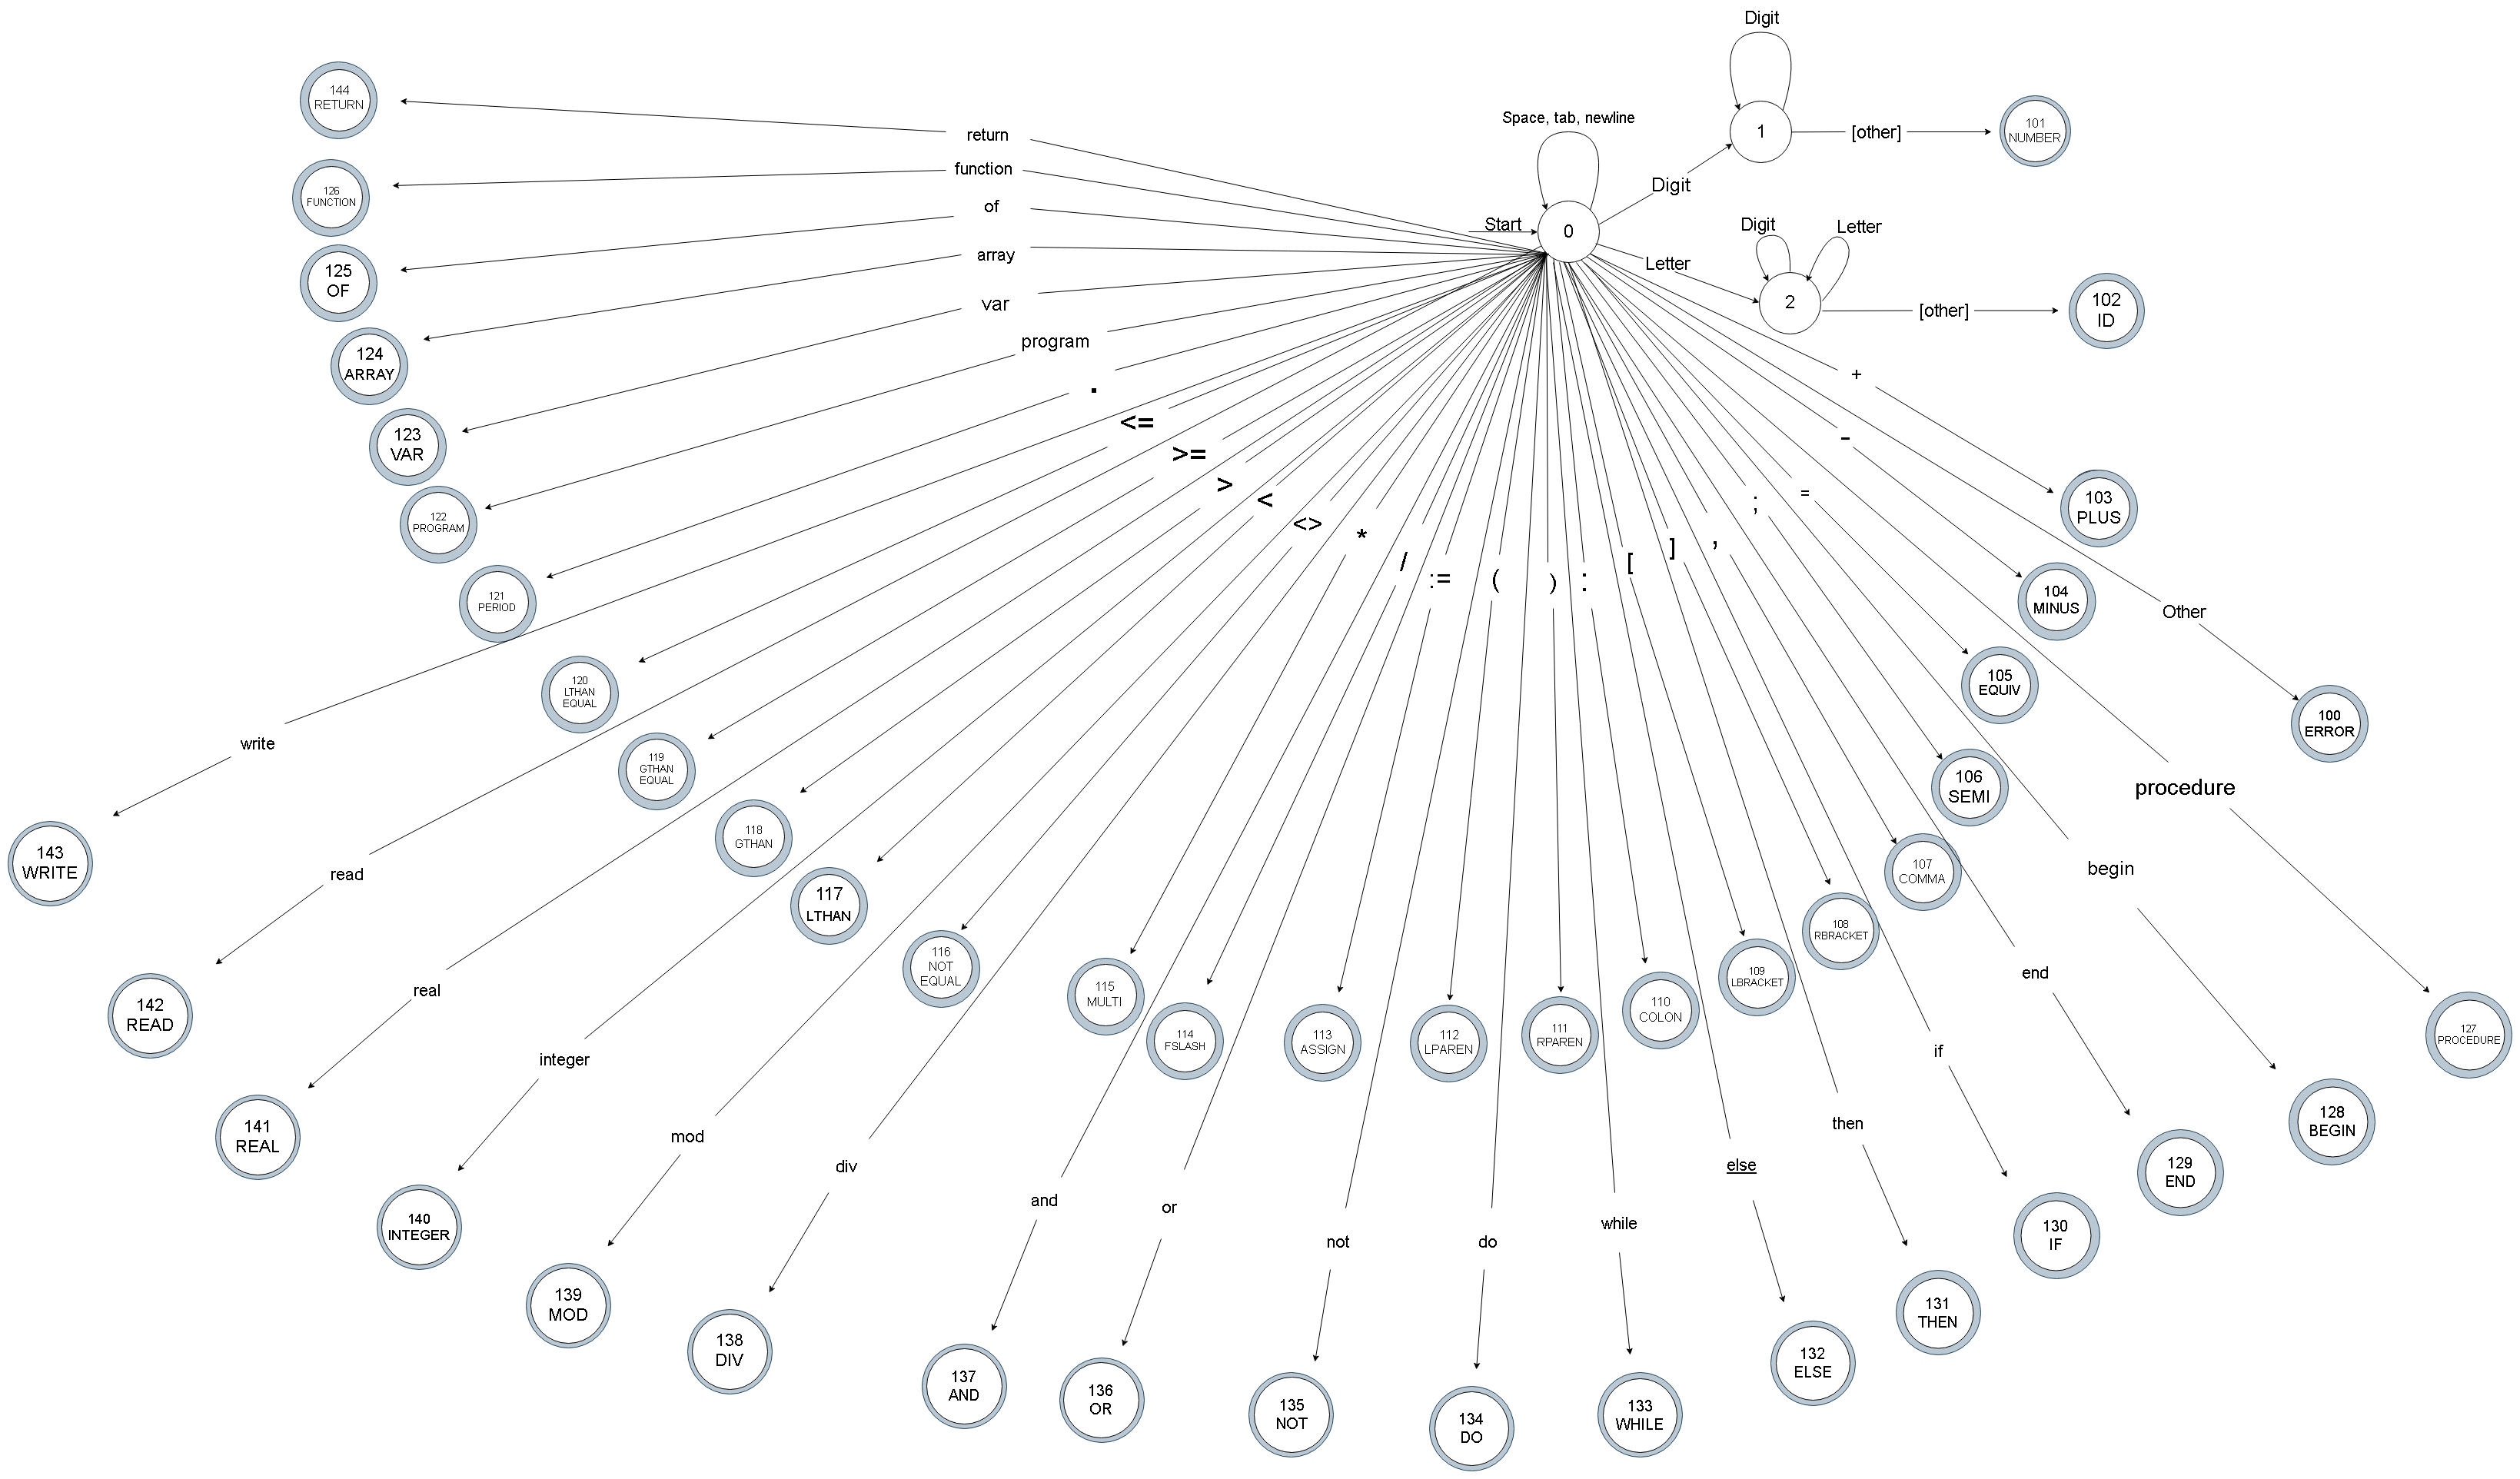 Digit
144
RETURN
Space, tab, newline
1
[other]
101
NUMBER
return
function
Digit
126
FUNCTION
of
Start
0
Digit
Letter
array
Letter
125
OF
var
2
[other]
102
ID
program
124
ARRAY
+
.
<=
123
VAR
-
>=
>
<
;
=
103
PLUS
122
PROGRAM
<>
*
/
:=
(
)
:
[
]
,
121
PERIOD
104
MINUS
Other
120
LTHAN
EQUAL
105
EQUIV
write
119
GTHAN
EQUAL
100
ERROR
106
SEMI
procedure
118
GTHAN
143
WRITE
read
117
LTHAN
107
COMMA
begin
108
RBRACKET
116
NOT
EQUAL
end
142
READ
real
115
MULTI
109
LBRACKET
110
COLON
integer
114
FSLASH
113
ASSIGN
112
LPAREN
111
RPAREN
if
127
PROCEDURE
141
REAL
mod
then
128
BEGIN
div
else
129
END
140
INTEGER
and
or
while
130
IF
not
do
139
MOD
131
THEN
138
DIV
132
ELSE
137
AND
136
OR
135
NOT
134
DO
133
WHILE